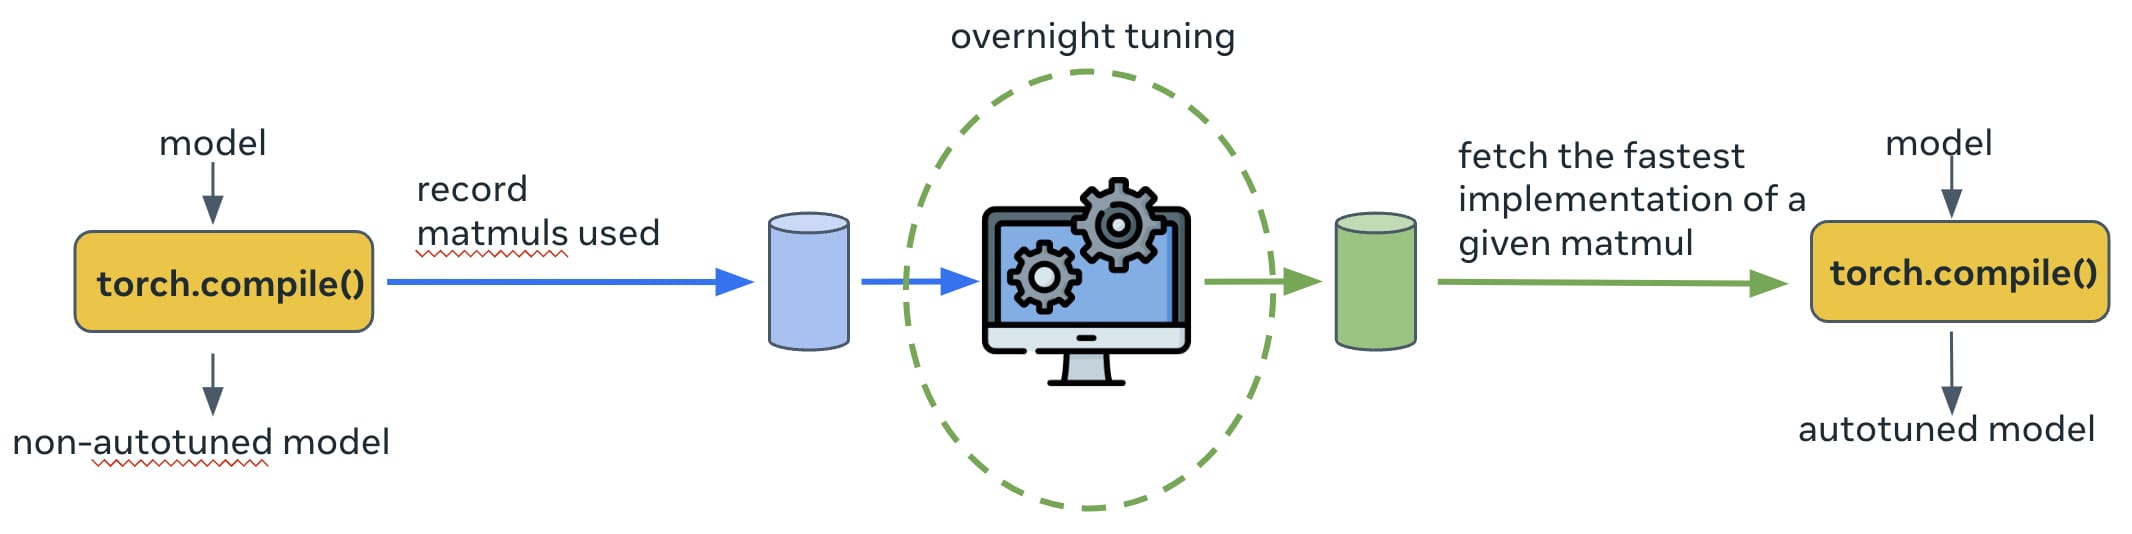 overnight tuning
model
torch.compile()
non-autotuned model
record
matmuls used
fetch the fastest
implementation of a
given matmul
model
torch.compile()
autotuned model